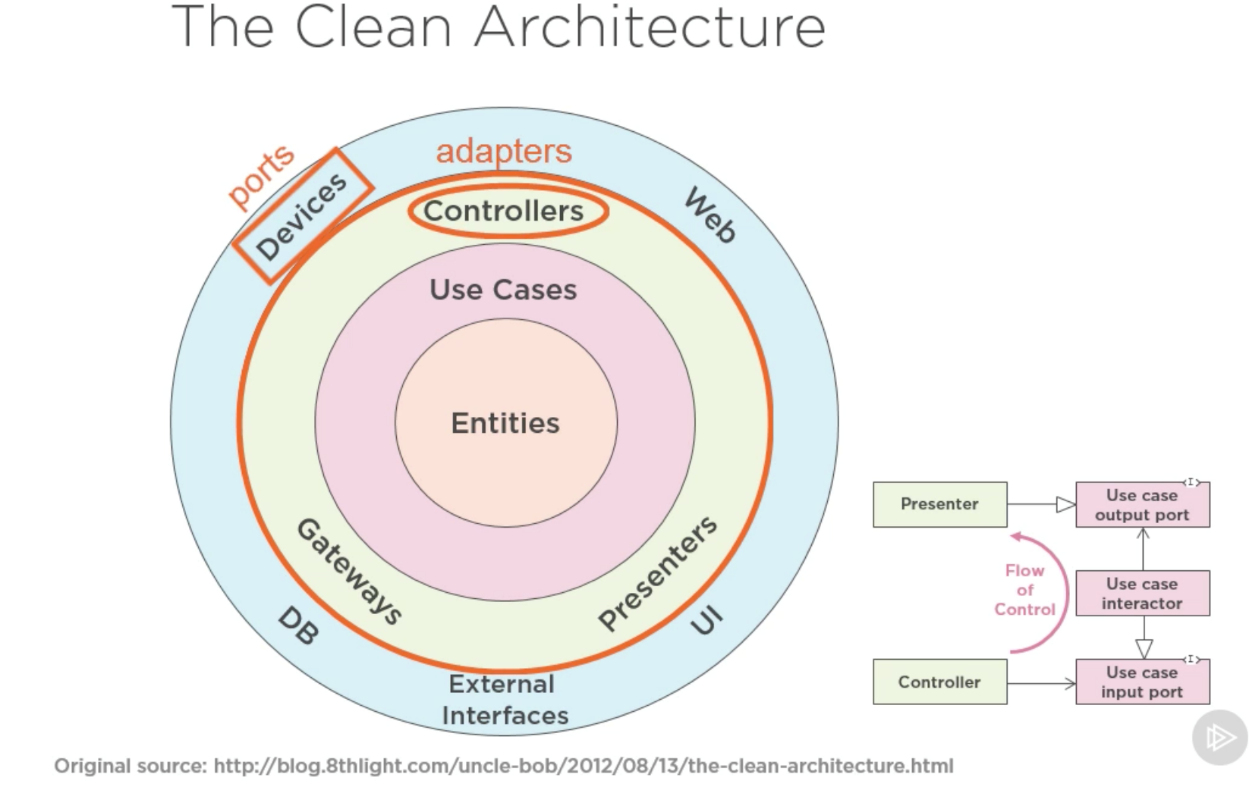 The Clean Architecture
ports
adapters
Devices
Controllers
Web
Use Cases
Entities
Gateways
Presenters
DB
UI
External
Interfaces
Presenter
Use case
output port
I
Flow
of
Control
Use case
interactor
Controller
Use case
input port
I
Original source: http://blog.8thlight.com/uncle-bob/2012/08/13/the-clean-architecture.html